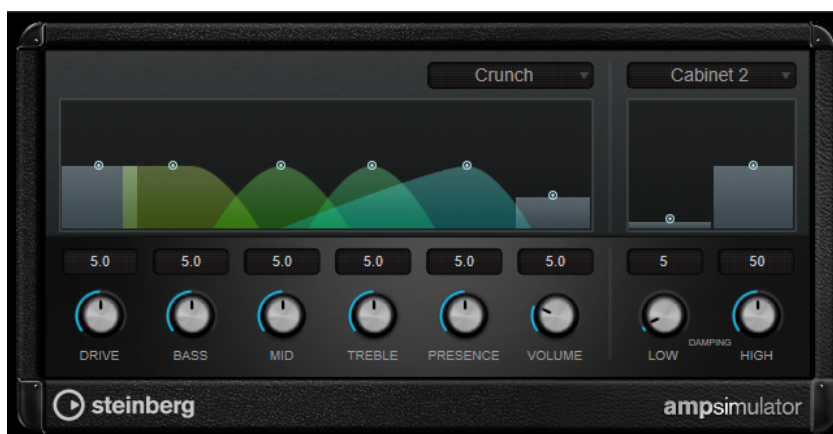 Crunch Cabinet 2
5.0 5.0 5.0 5.0 5.0 5.0 5 50
DRIVE BASS MID TREBLE PRESENCE VOLUME LOW DAMPING HIGH
steinberg ampsimulator